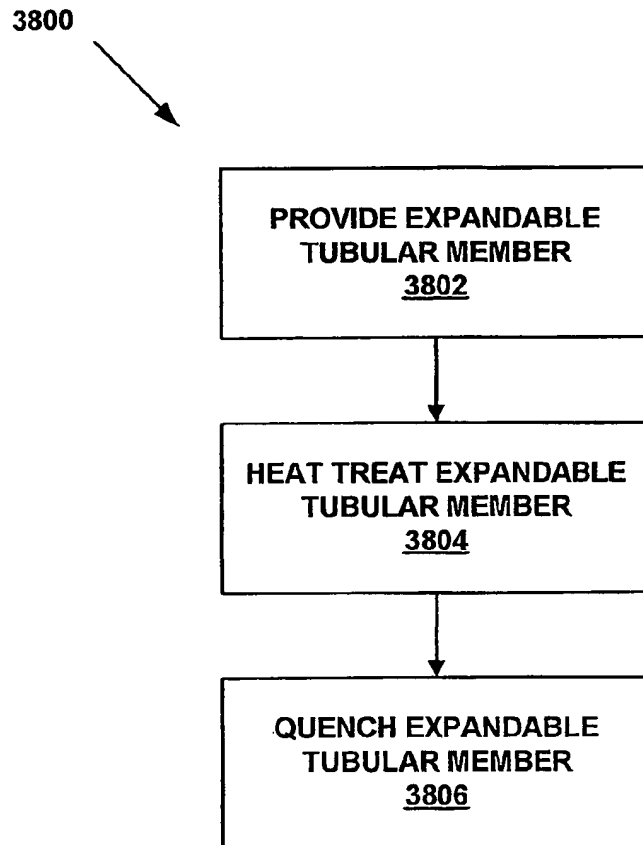 3800
PROVIDE EXPANDABLE
TUBULAR MEMBER
3802
HEAT TREAT EXPANDABLE
TUBULAR MEMBER
3804
QUENCH EXPANDABLE
TUBULAR MEMBER
3806